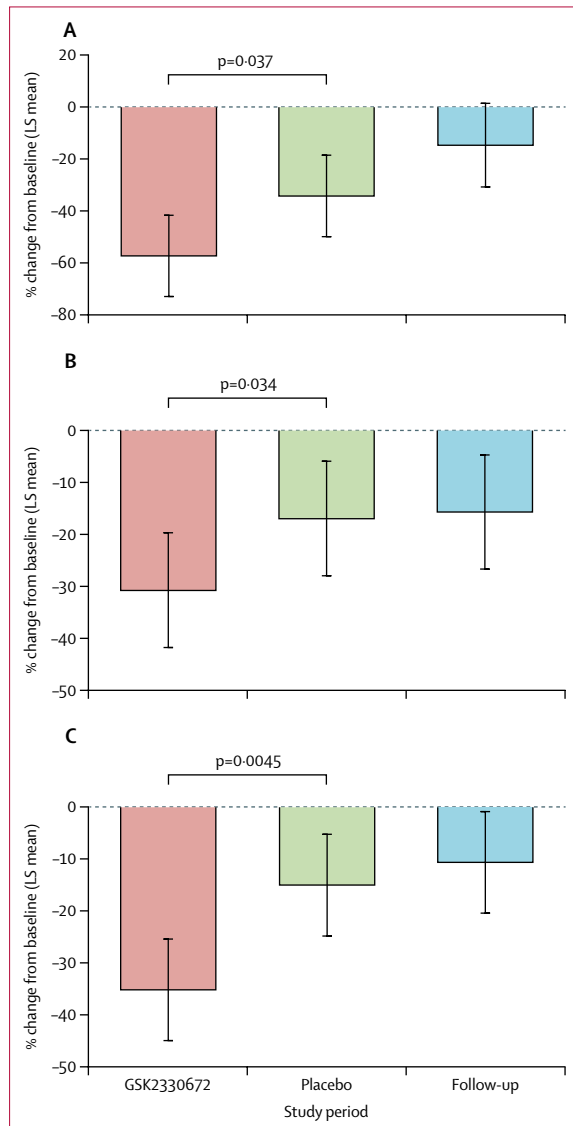 A
p=0·037
20
0
–20
–40
–60
–80
% change from baseline (LS mean)
B
p=0·034
0
–10
–20
–30
–40
–50
% change from baseline (LS mean)
C
p=0·0045
0
–10
–20
–30
–40
–50
% change from baseline (LS mean)
GSK2330672 Placebo Follow-up
Study period